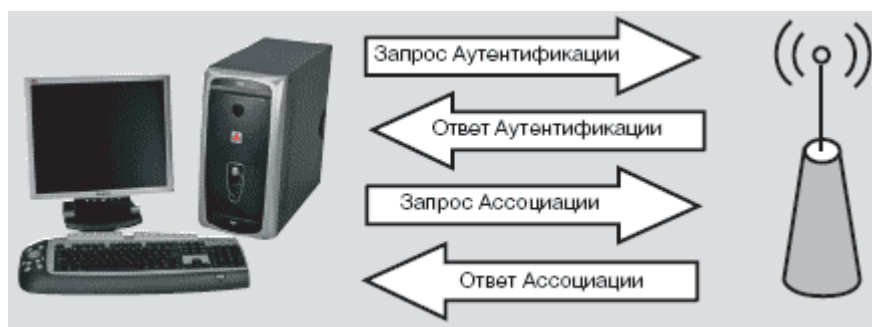 Запрос Аутентификации
Ответ Аутентификации
Запрос Ассоциации
Ответ Ассоциации